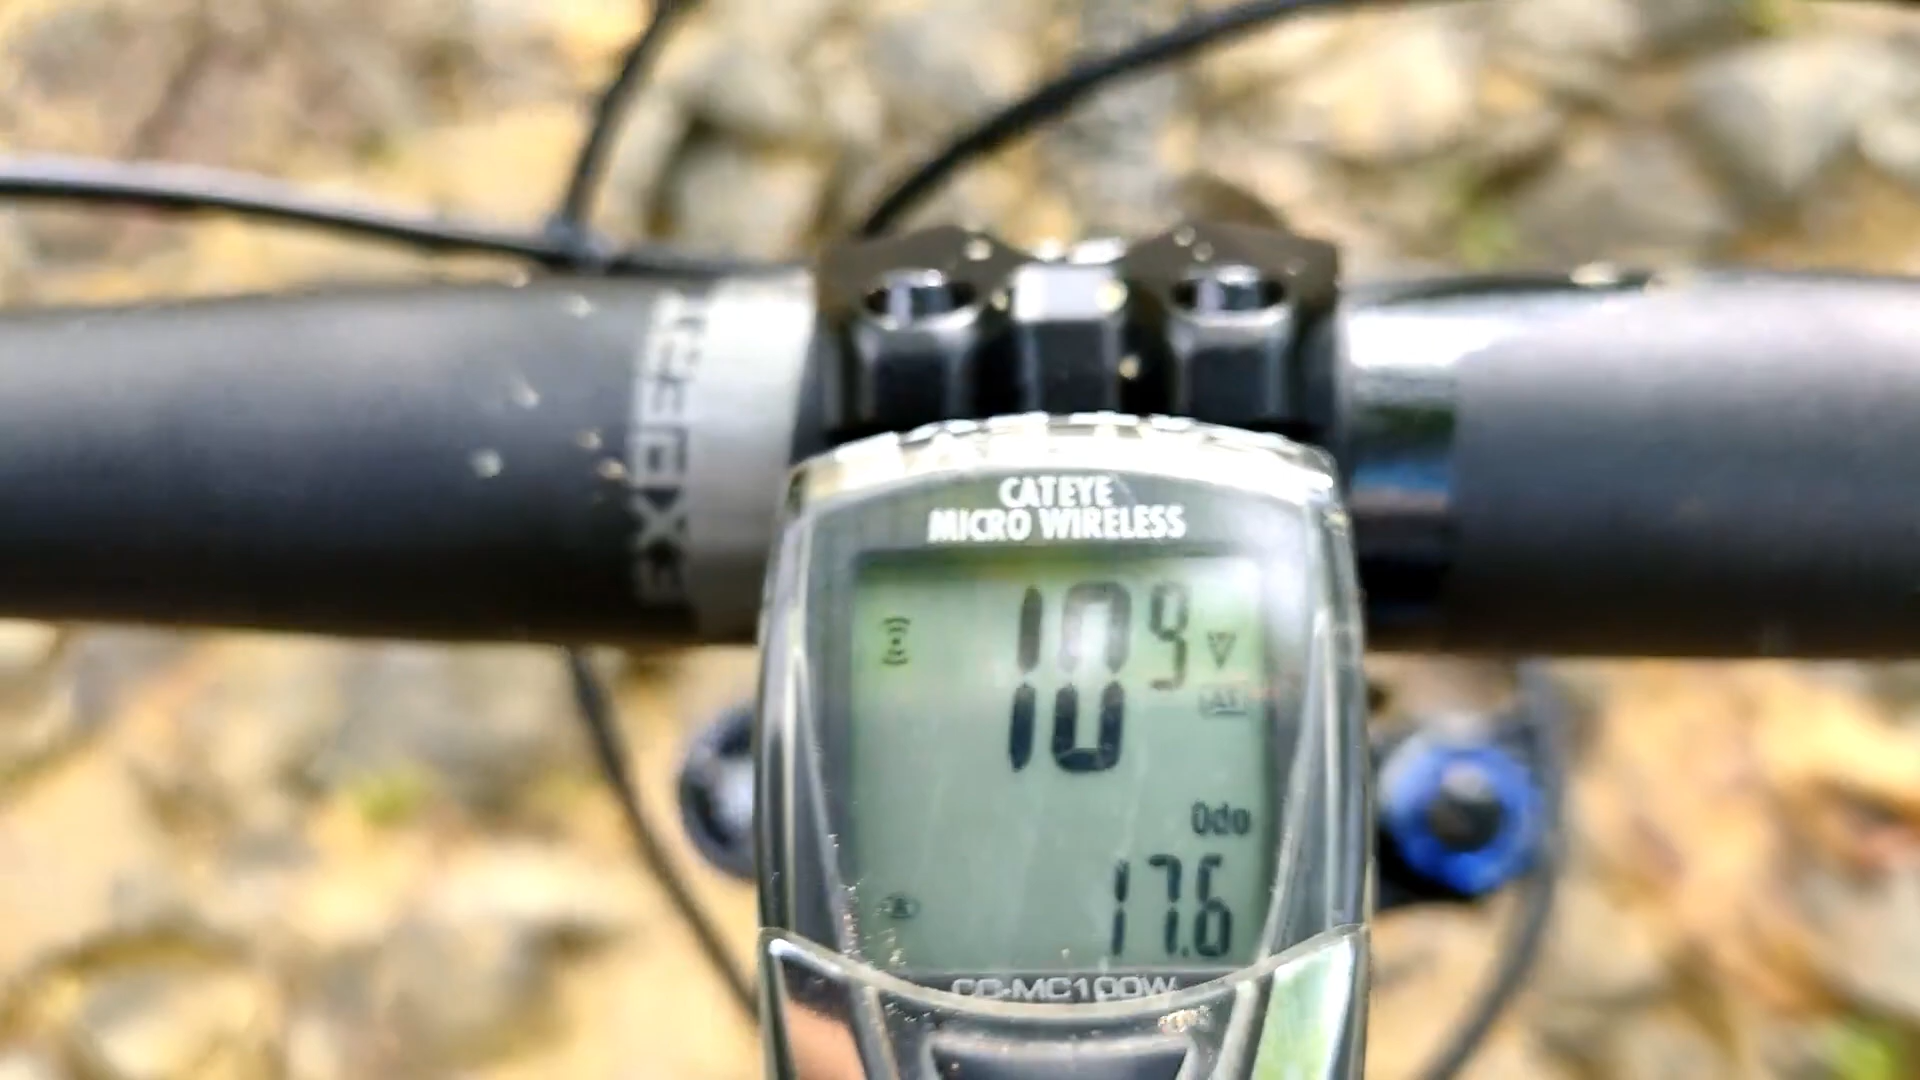 CATEYE
MICRO WIRELESS
10 9
Odo
17.6
CC-MC100W